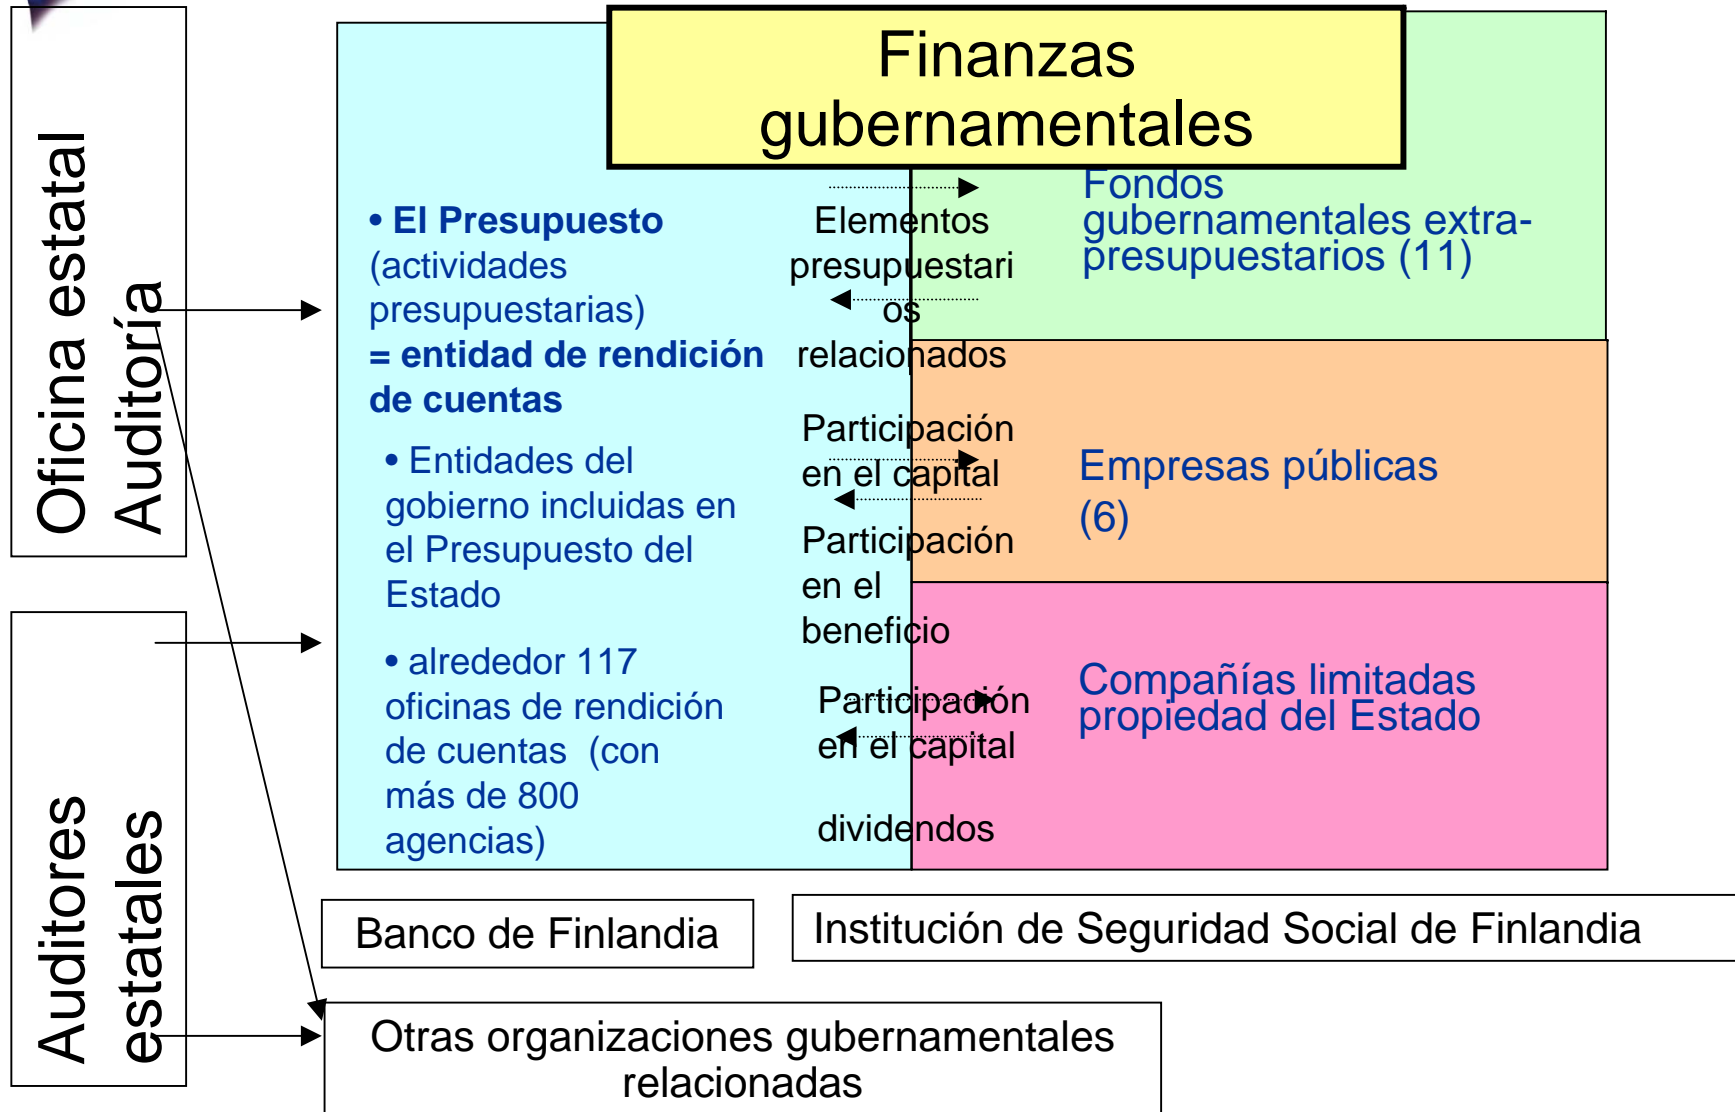 Oficina estatal
Auditoría
Auditores
estatales
Finanzas
gubernamentales
• El Presupuesto
(actividades
presupuestarias)
= entidad de rendición
de cuentas
• Entidades del
gobierno incluidas en
el Presupuesto del
Estado
• alrededor 117
oficinas de rendición
de cuentas (con
más de 800
agencias)
Elementos
presupuestari
os
relacionados
Participación
en el capital
Participación
en el
beneficio
Participación
en el capital
dividendos
Fondos
gubernamentales extra-
presupuestarios (11)
Empresas públicas
(6)
Compañías limitadas
propiedad del Estado
Banco de Finlandia
Institución de Seguridad Social de Finlandia
Otras organizaciones gubernamentales
relacionadas